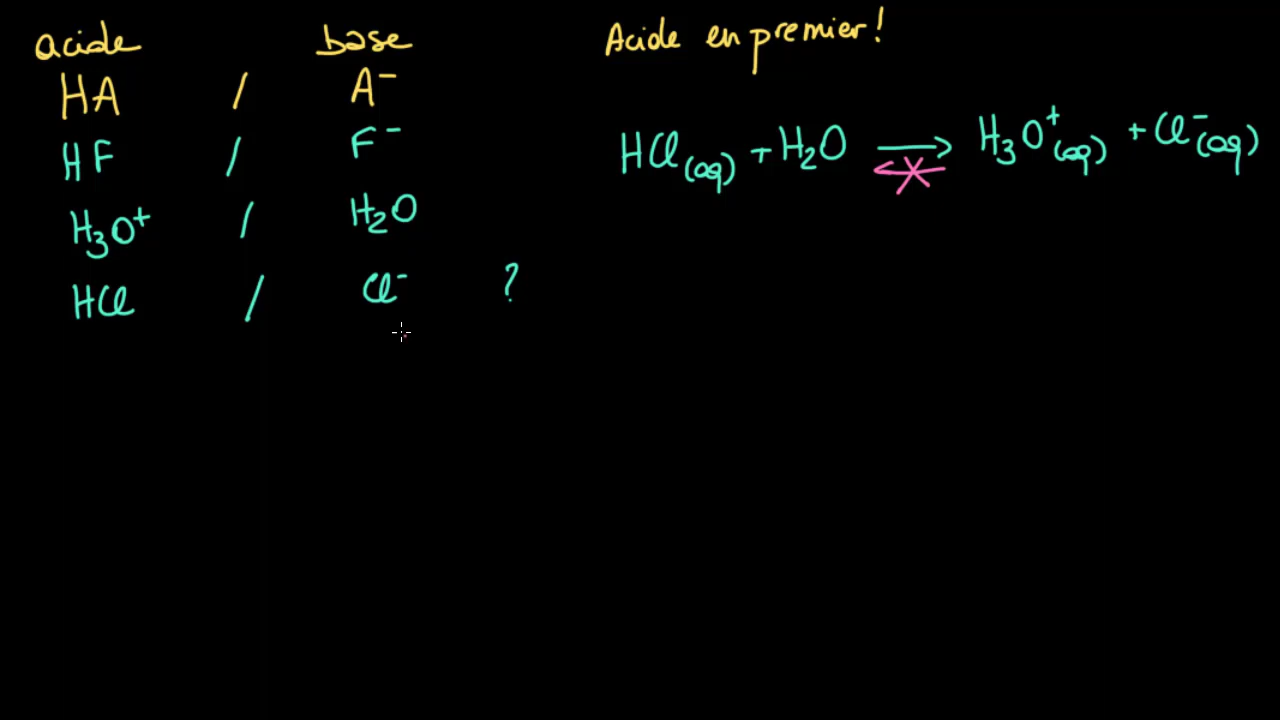 acide base
HA / A⁻
HF / F⁻
H₃O⁺ / H₂O
HCl / Cl⁻ ?
Acide en premier !
HCl(aq) + H₂O → H₃O⁺(aq) + Cl⁻(aq)